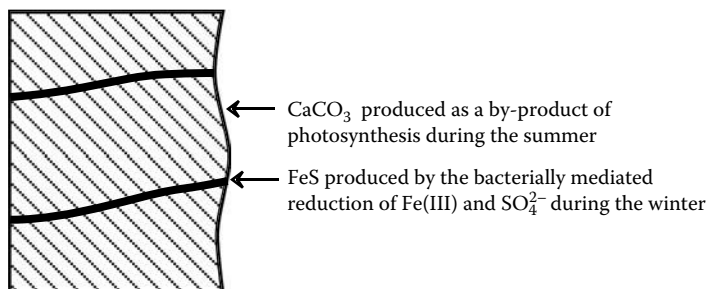 CaCO₃ produced as a by-product of
photosynthesis during the summer
FeS produced by the bacterially mediated
reduction of Fe(III) and SO₄²⁻ during the winter